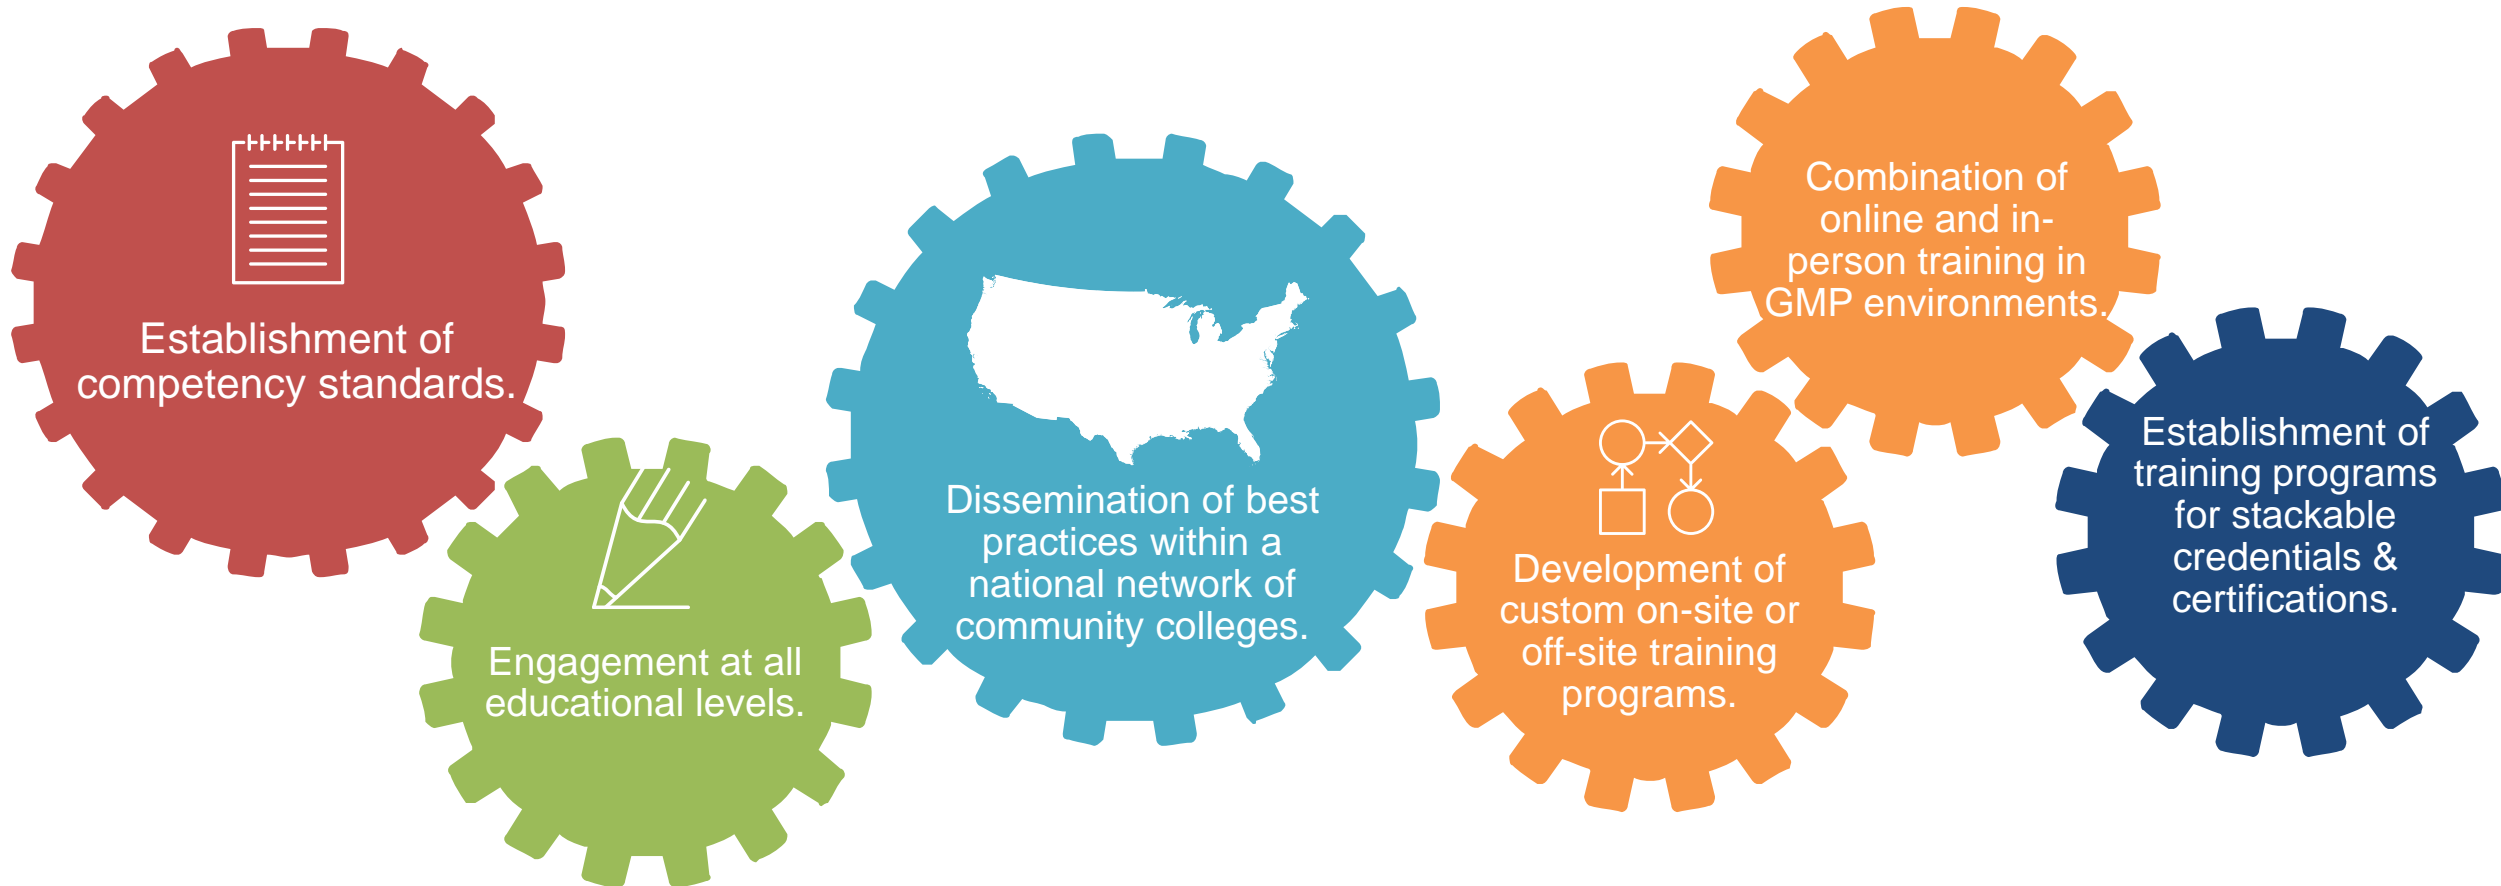 Establishment of
competency standards.
Engagement at all
educational levels.
Dissemination of best
practices within a
national network of
community colleges.
Development of
custom on-site or
off-site training
programs.
Combination of
online and in-
person training in
GMP environments.
Establishment of
training programs
for stackable
credentials &
certifications.